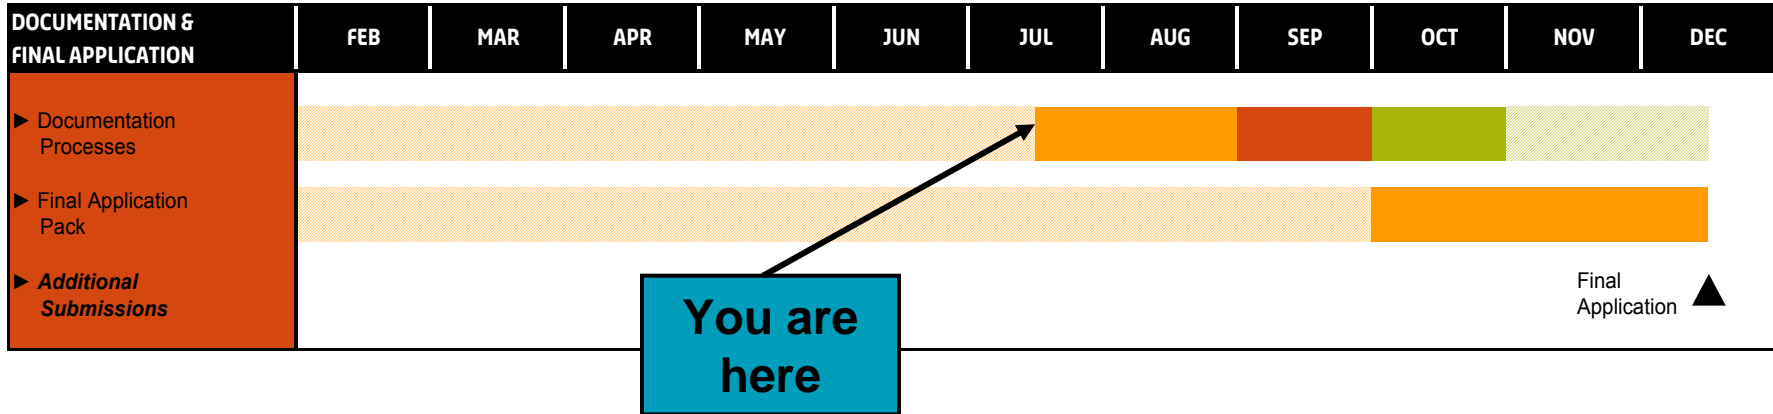 DOCUMENTATION &
FINAL APPLICATION
FEB MAR APR MAY JUN JUL AUG SEP OCT NOV DEC
► Documentation
Processes
► Final Application
Pack
► Additional
Submissions
Final
Application
You are
here